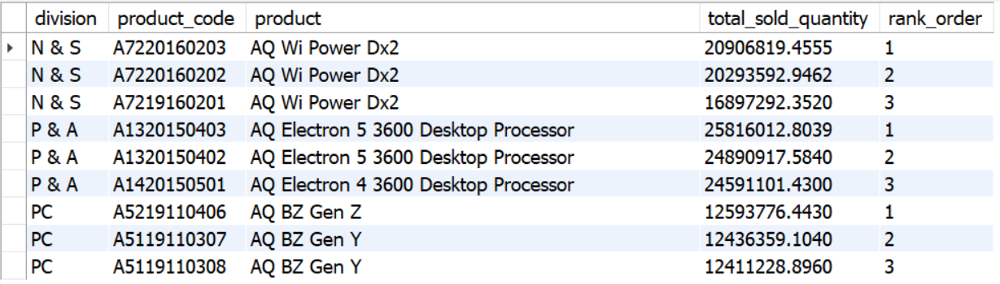 division product_code product total_sold_quantity rank_order
N & S A7220160203 AQ Wi Power Dx2 20906819.4555 1
N & S A7220160202 AQ Wi Power Dx2 20293592.9462 2
N & S A7219160201 AQ Wi Power Dx2 16897292.3520 3
P & A A1320150403 AQ Electron 5 3600 Desktop Processor 25816012.8039 1
P & A A1320150402 AQ Electron 5 3600 Desktop Processor 24890917.5840 2
P & A A1420150501 AQ Electron 4 3600 Desktop Processor 24591101.4300 3
PC A5219110406 AQ BZ Gen Z 12593776.4430 1
PC A5119110307 AQ BZ Gen Y 12436359.1040 2
PC A5119110308 AQ BZ Gen Y 12411228.8960 3